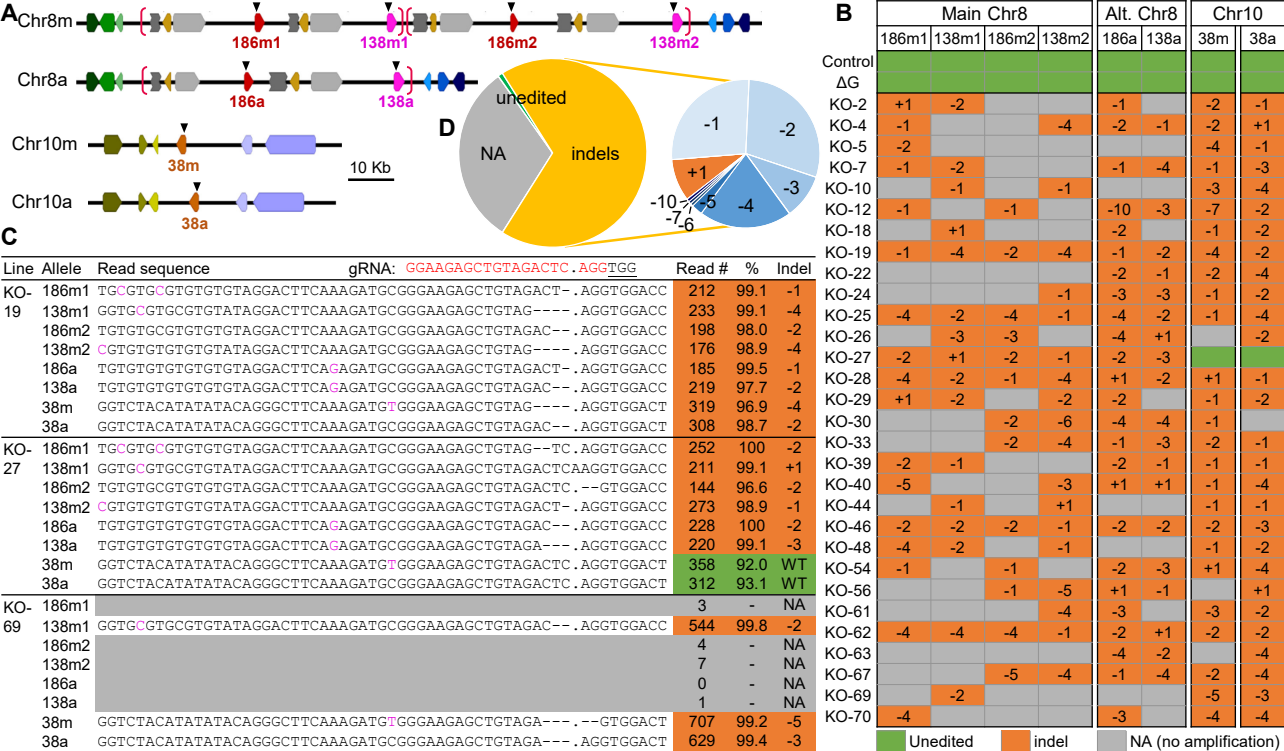 A
Chr8m
186m1 138m1 186m2 138m2
Chr8a
186a 138a
Chr10m
38m
10 Kb
Chr10a
38a
D
unedited
NA
indels
-1
-2
-3
-4
-5
-6
-7
-10
+1
C
Line Allele Read sequence gRNA: GGAAGAGCTGTAGACTC.AGGTGG Read # % Indel
KO-19 186m1 TGCGTGCGTGTGTGTAGGACTTCAAAGATGCGGGAAGAGCTGTAGACT-.AGGTGGACC 212 99.1 -1
138m1 GGTGCGTGCGTGTATAGGACTTCAAAGATGCGGGAAGAGCTGTAG----.AGGTGGACC 233 99.1 -4
186m2 TGTGTGCGTGTGTGTAGGACTTCAAAGATGCGGGAAGAGCTGTAGAC--.AGGTGGACC 198 98.0 -2
138m2 CGTGTGTGTGTGTATAGGACTTCAAAGATGCGGGAAGAGCTGTAG----.AGGTGGACC 176 98.9 -4
186a TGTGTGTGTGTGTGTAGGACTTCAGAGATGCGGGAAGAGCTGTAGACT-.AGGTGGACC 185 99.5 -1
138a TGTGTGTGTGTGTGTAGGACTTCAGAGATGCGGGAAGAGCTGTAGAC--.AGGTGGACC 219 97.7 -2
38m GGTCTACATATATACAGGGCTTCAAAGATGTGGGAAGAGCTGTAG----.AGGTGGACT 319 96.9 -4
38a GGTCTACATATATACAGGGCTTCAAAGATGCGGGAAGAGCTGTAGAC--.AGGTGGACT 308 98.7 -2
KO-27 186m1 TGCGTGCGTGTGTGTAGGACTTCAAAGATGCGGGAAGAGCTGTAG--TC.AGGTGGACC 252 100 -2
138m1 GGTGCGTGCGTGTATAGGACTTCAAAGATGCGGGAAGAGCTGTAGACTCAAGGTGGACC 211 99.1 +1
186m2 TGTGTGCGTGTGTGTAGGACTTCAAAGATGCGGGAAGAGCTGTAGACTC.--GTGGACC 144 96.6 -2
138m2 CGTGTGTGTGTGTATAGGACTTCAAAGATGCGGGAAGAGCTGTAGACT-.AGGTGGACC 273 98.9 -1
186a TGTGTGTGTGTGTGTAGGACTTCAGAGATGCGGGAAGAGCTGTAGAC--.AGGTGGACC 228 100 -2
138a TGTGTGTGTGTGTGTAGGACTTCAGAGATGCGGGAAGAGCTGTAGA---.AGGTGGACC 220 99.1 -3
38m GGTCTACATATATACAGGGCTTCAAAGATGTGGGAAGAGCTGTAGACTC.AGGTGGACT 358 92.0 WT
38a GGTCTACATATATACAGGGCTTCAAAGATGCGGGAAGAGCTGTAGACTC.AGGTGGACT 312 93.1 WT
KO-69 186m1 3 - NA
138m1 GGTGCGTGCGTGTATAGGACTTCAAAGATGCGGGAAGAGCTGTAGAC--.AGGTGGACC 544 99.8 -2
186m2 4 - NA
138m2 7 - NA
186a 0 - NA
138a 1 - NA
38m GGTCTACATATATACAGGGCTTCAAAGATGTGGGAAGAGCTGTAGA---.--GTGGACT 707 99.2 -5
38a GGTCTACATATATACAGGGCTTCAAAGATGCGGGAAGAGCTGTAGA---.AGGTGGACT 629 99.4 -3
B
Main Chr8 Alt. Chr8 Chr10
186m1 138m1 186m2 138m2 186a 138a 38m 38a
Control
ΔG
KO-2 +1 -2 -1 -2 -1
KO-4 -1 -4 -2 -1 -2 +1
KO-5 -2 -4 -1
KO-7 -1 -2 -1 -4 -1 -3
KO-10 -1 -1 -3 -4
KO-12 -1 -1 -10 -3 -7 -2
KO-18 +1 -2 -1 -2
KO-19 -1 -4 -2 -4 -1 -2 -4 -2
KO-22 -2 -1 -2 -4
KO-24 -1 -3 -3 -1 -2
KO-25 -4 -2 -4 -1 -4 -2 -1 -4
KO-26 -3 -3 -4 +1 -2
KO-27 -2 +1 -2 -1 -2 -3
KO-28 -4 -2 -1 -4 +1 -2 +1 -1
KO-29 +1 -2 -2 -2 -1 -2
KO-30 -2 -6 -4 -4 -1
KO-33 -2 -4 -1 -3 -2 -1
KO-39 -2 -1 -2 -1 -1 -1
KO-40 -5 -3 +1 +1 -1 -4
KO-44 -1 +1 -1 -1
KO-46 -2 -2 -2 -1 -2 -2 -2 -3
KO-48 -4 -2 -1 -1 -2
KO-54 -1 -1 -2 -3 +1 -4
KO-56 -1 -5 +1 -1 +1
KO-61 -4 -3 -3 -2
KO-62 -4 -4 -4 -1 -2 +1 -2 -2
KO-63 -4 -2 -4
KO-67 -5 -4 -1 -4 -2 -4
KO-69 -2 -5 -3
KO-70 -4 -3 -4 -4
Unedited indel NA (no amplification)